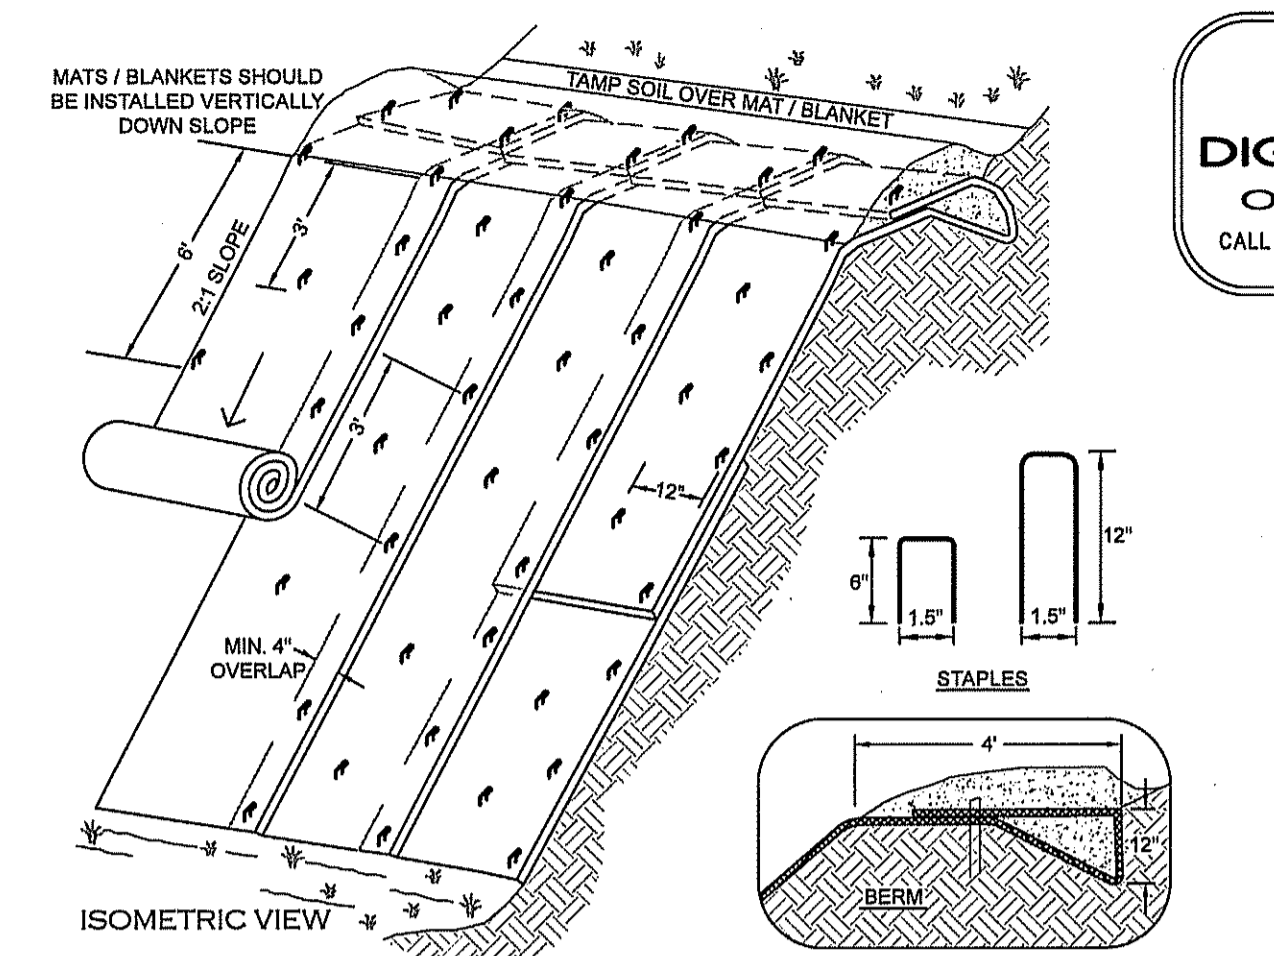 MATS / BLANKETS SHOULD
BE INSTALLED VERTICALLY
DOWN SLOPE
TAMP SOIL OVER MAT / BLANKET
6'
3'
2:1 SLOPE
3'
12"
MIN. 4"
OVERLAP
ISOMETRIC VIEW
6"
1.5"
12"
1.5"
STAPLES
4'
12"
BERM
CALL